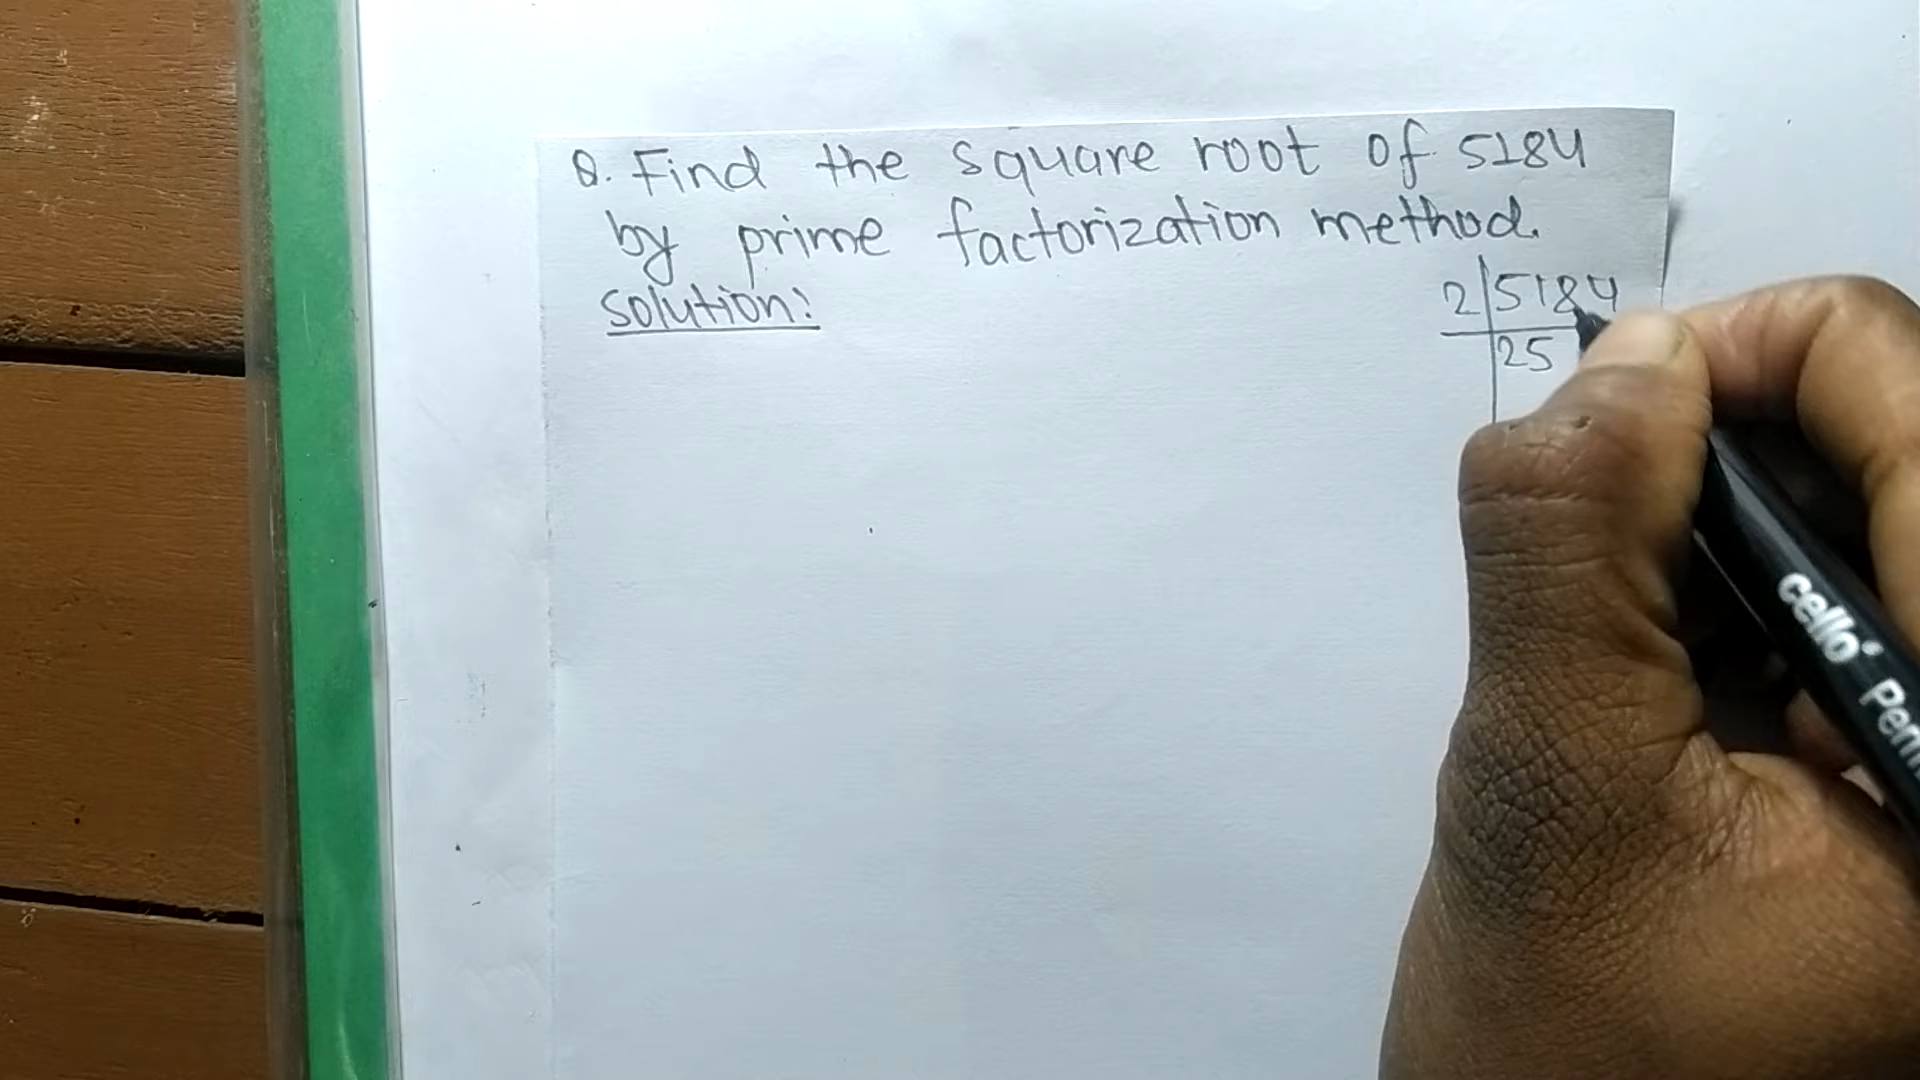 Q. Find the square root of 5184
by prime factorization method.
Solution:
2 5184
25
cello